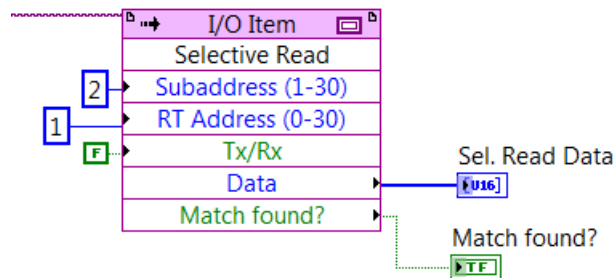 I/O Item
Selective Read
2 Subaddress (1-30)
1 RT Address (0-30)
F Tx/Rx
Sel. Read Data
Data
[U16]
Match found?
Match found?
TF